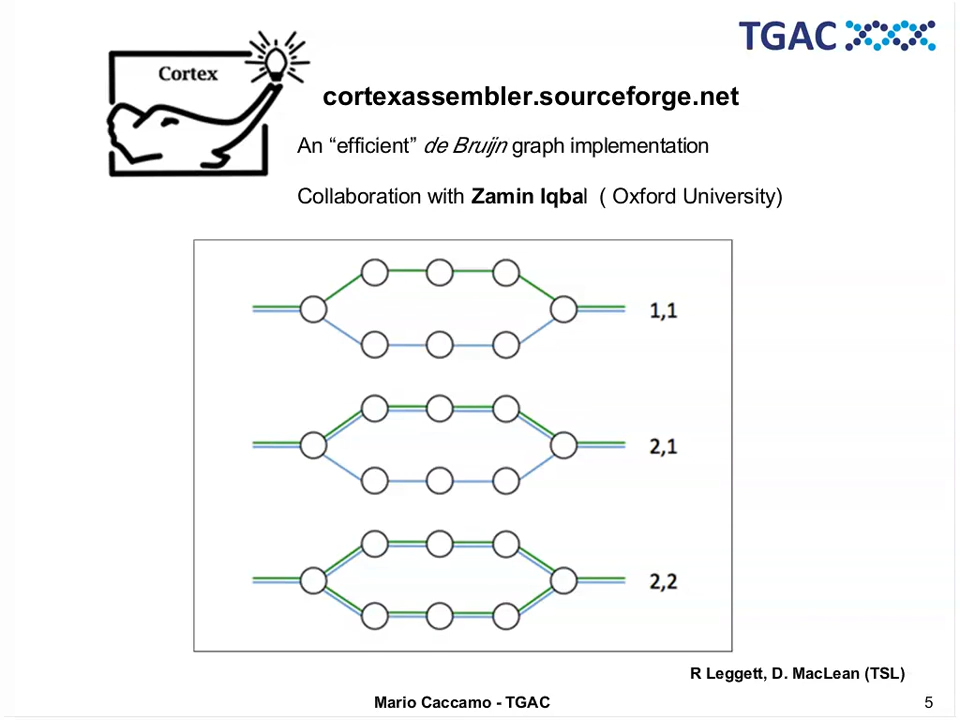 TGAC
Cortex
cortexassembler.sourceforge.net
An “efficient” de Bruijn graph implementation
Collaboration with Zamin Iqbal ( Oxford University)
1,1
2,1
2,2
R Leggett, D. MacLean (TSL)
Mario Caccamo - TGAC
5